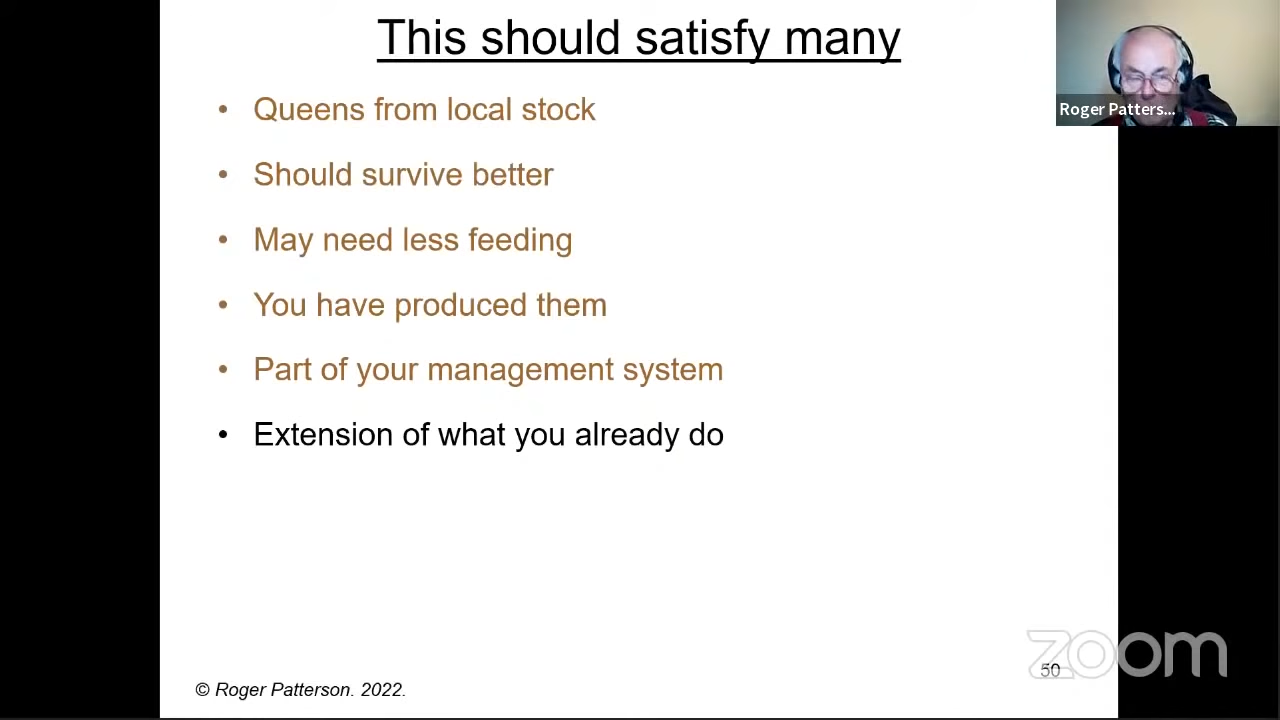 This should satisfy many
• Queens from local stock
• Should survive better
• May need less feeding
• You have produced them
• Part of your management system
• Extension of what you already do
Roger Patters...
zoom
50
© Roger Patterson. 2022.